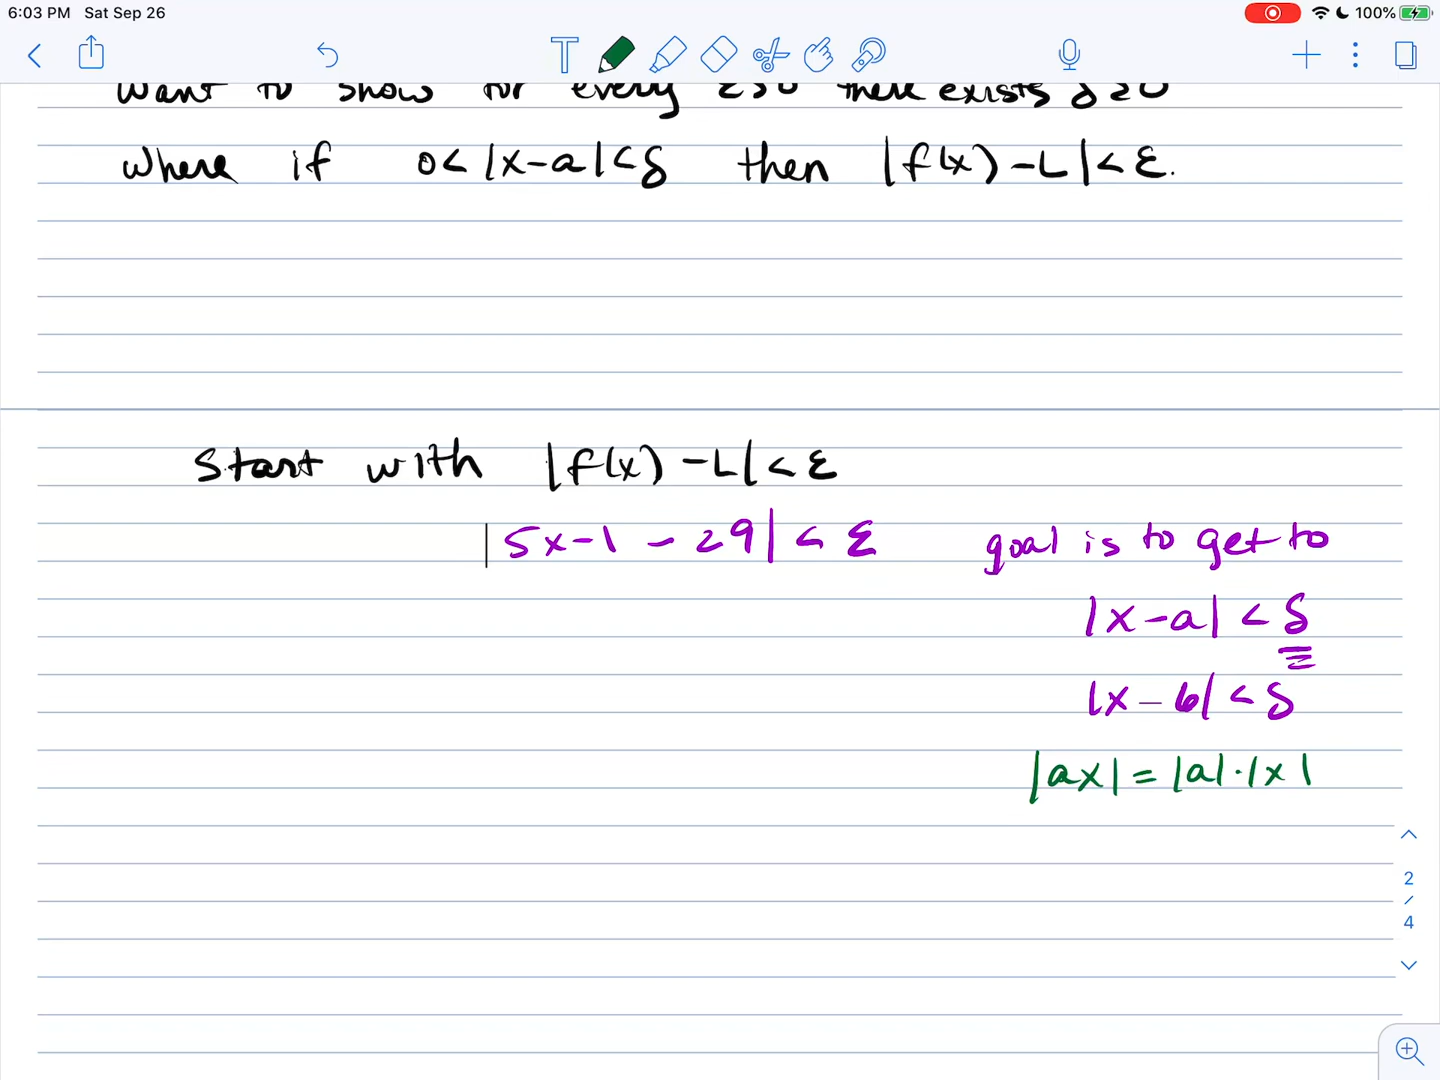 6:03 PM Sat Sep 26 100%
T
want to show for every ε>0 there exists δ>0
where if 0<|x-a|<δ then |f(x)-L|<ε.
Start with |f(x)-L|<ε
|5x-1-29|<ε goal is to get to
|x-a|<δ
|x-6|<δ
|ax|=|a|·|x|
2
/
4